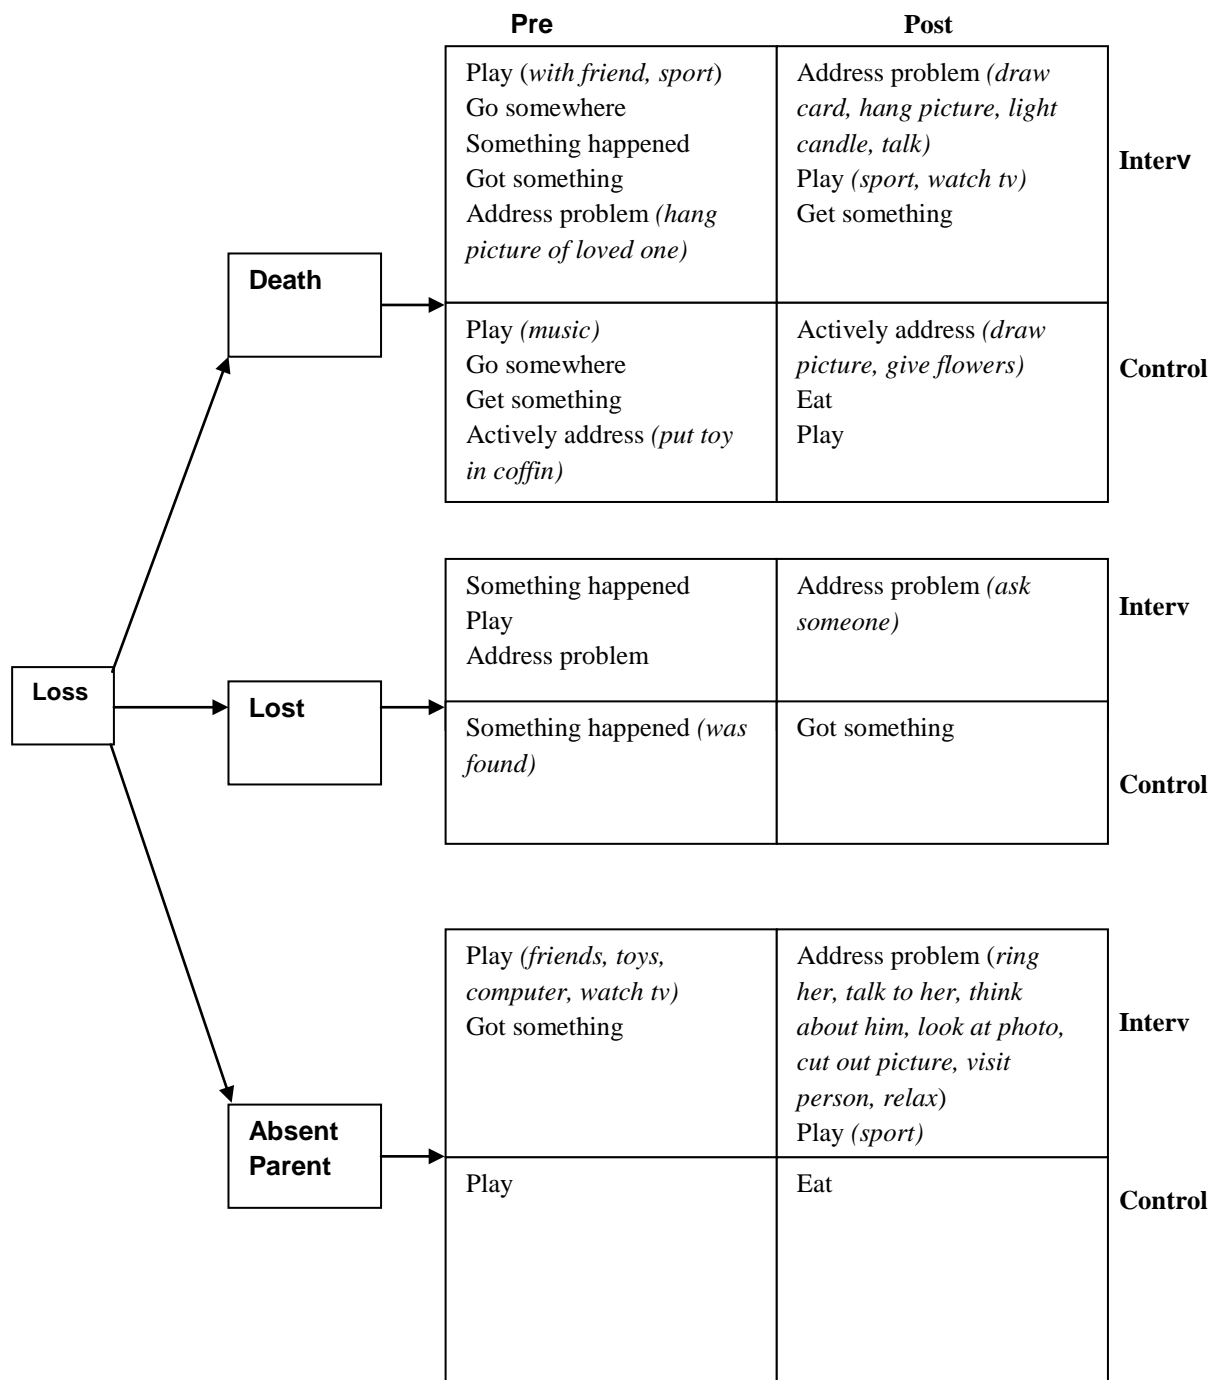 Pre Post
Play (with friend, sport)
Go somewhere
Something happened
Got something
Address problem (hang
picture of loved one)
Address problem (draw
card, hang picture, light
candle, talk)
Play (sport, watch tv)
Get something
Interv
Death
Play (music)
Go somewhere
Get something
Actively address (put toy
in coffin)
Actively address (draw
picture, give flowers)
Eat
Play
Control
Something happened
Play
Address problem
Address problem (ask
someone)
Interv
Loss
Lost
Something happened (was
found)
Got something
Control
Play (friends, toys,
computer, watch tv)
Got something
Address problem (ring
her, talk to her, think
about him, look at photo,
cut out picture, visit
person, relax)
Play (sport)
Interv
Absent
Parent
Play
Eat
Control